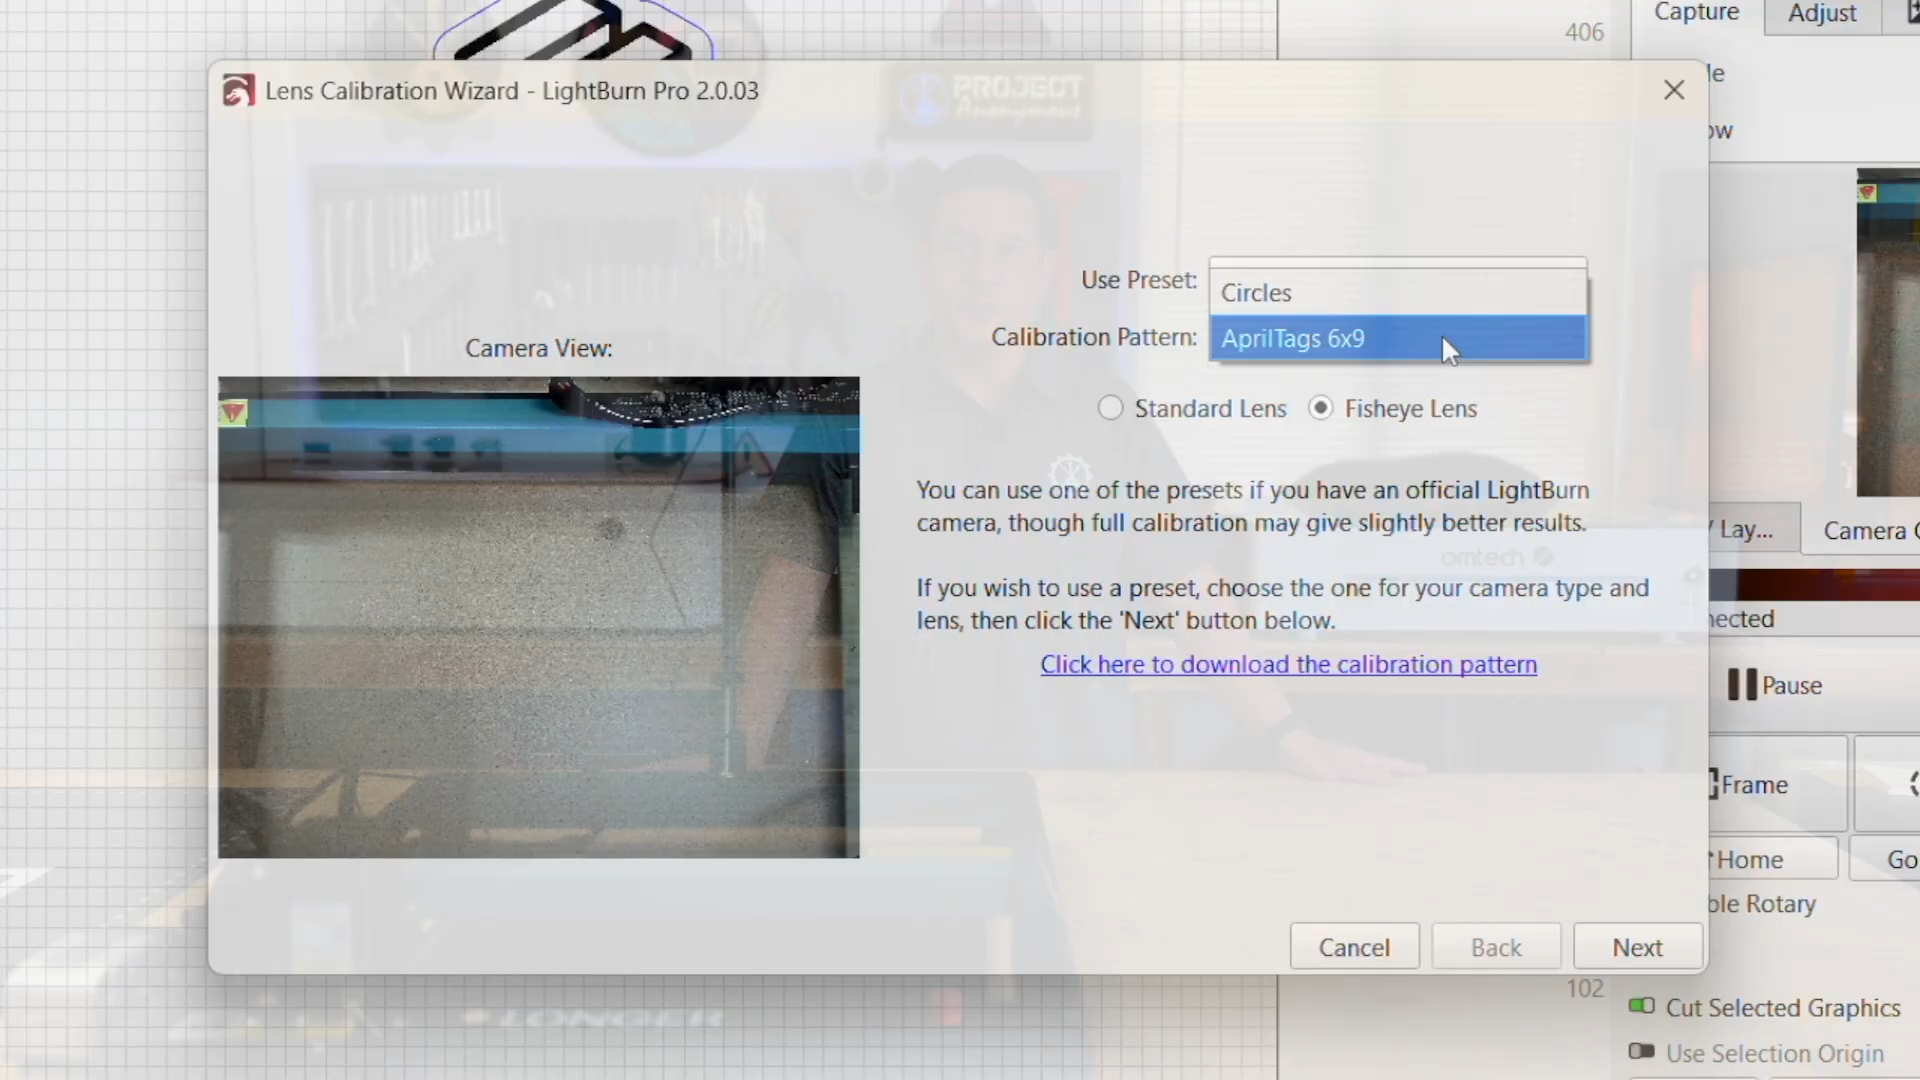 406
Capture
Adjust
Lens Calibration Wizard - LightBurn Pro 2.0.03
PROJECT
Anonymous
Use Preset:
Circles
Calibration Pattern:
AprilTags 6x9
Camera View:
Standard Lens
Fisheye Lens
You can use one of the presets if you have an official LightBurn
camera, though full calibration may give slightly better results.
Lay...
Camera
omtech
If you wish to use a preset, choose the one for your camera type and
lens, then click the 'Next' button below.
Click here to download the calibration pattern
Pause
Frame
Home
Go
Rotary
Cancel
Back
Next
102
Cut Selected Graphics
Use Selection Origin
LONGER